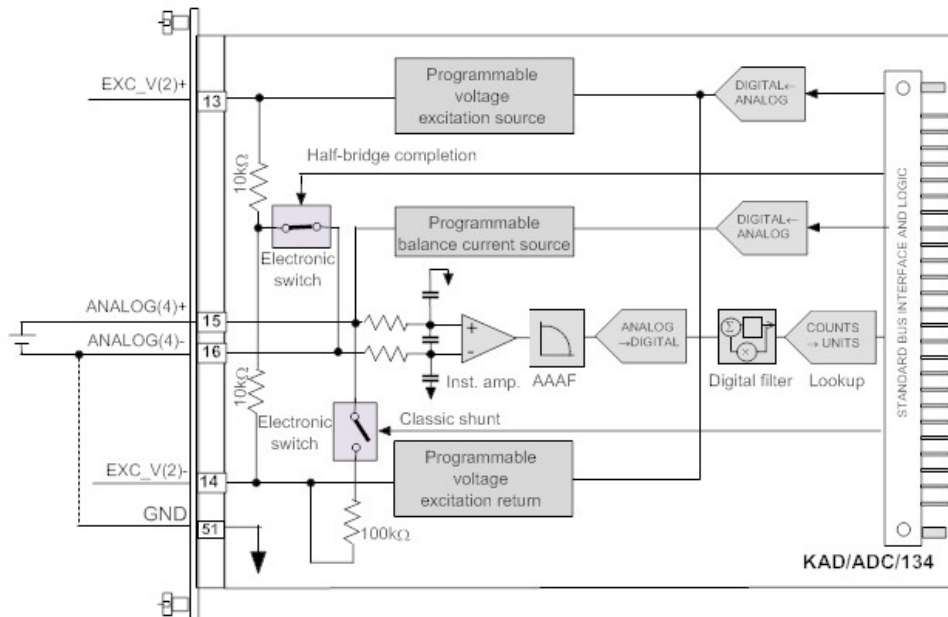 EXC_V(2)+
13
Programmable
voltage
excitation source
DIGITAL←
ANALOG
10kΩ
Half-bridge completion
Electronic
switch
Programmable
balance current source
DIGITAL←
ANALOG
STANDARD BUS INTERFACE AND LOGIC
ANALOG(4)+
15
ANALOG(4)-
16
+
-
Inst. amp.
AAAF
ANALOG
→DIGITAL
Σ
×
Digital filter
COUNTS
→ UNITS
Lookup
10kΩ
Electronic
switch
Classic shunt
EXC_V(2)-
14
Programmable
voltage
excitation return
GND
51
100kΩ
KAD/ADC/134